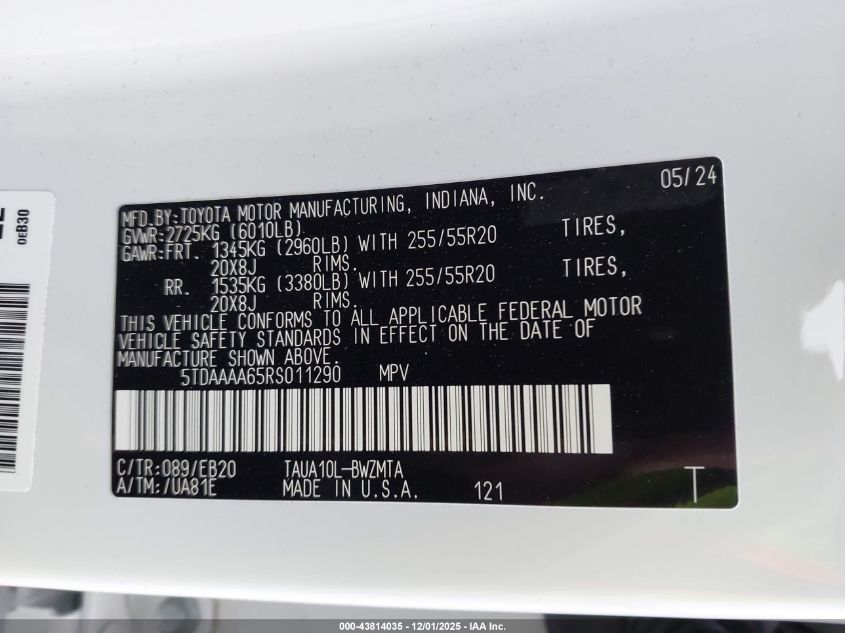 05/24
MFD.BY:TOYOTA MOTOR MANUFACTURING, INDIANA, INC.
GVWR:2725KG (6010LB)
GAWR:FRT. 1345KG (2960LB) WITH 255/55R20 TIRES,
20X8J RIMS.
RR. 1535KG (3380LB) WITH 255/55R20 TIRES,
20X8J RIMS.
THIS VEHICLE CONFORMS TO ALL APPLICABLE FEDERAL MOTOR
VEHICLE SAFETY STANDARDS IN EFFECT ON THE DATE OF
MANUFACTURE SHOWN ABOVE.
5TDAAAA65RS011290 MPV
C/TR:089/EB20 TAUA10L-BWZMTA
A/TM:/UA81E MADE IN U.S.A. 121 T
0EB30
000-43814035 - 12/01/2025 - IAA Inc.